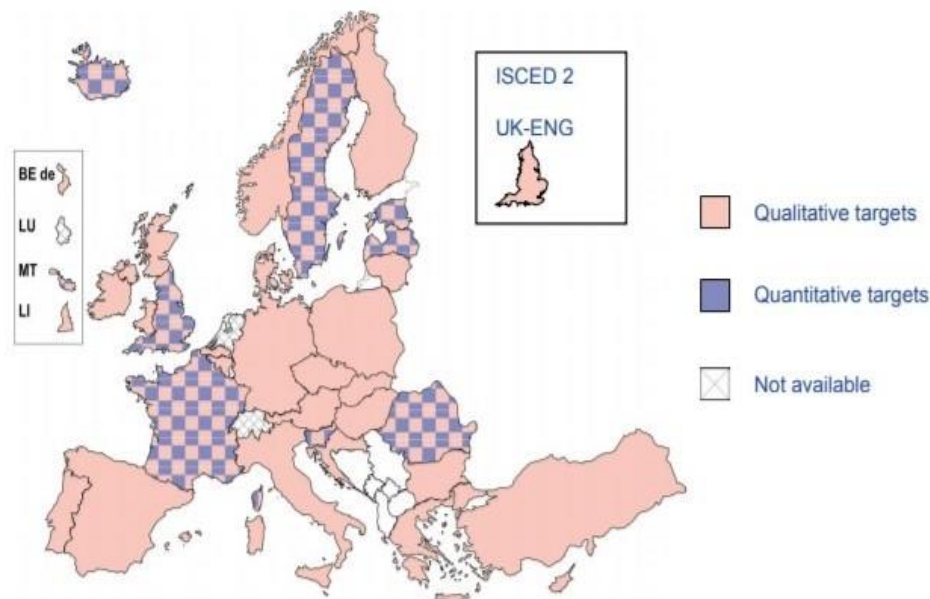 ISCED 2
UK-ENG
BE de
LU
MT
LI
Qualitative targets
Quantitative targets
Not available